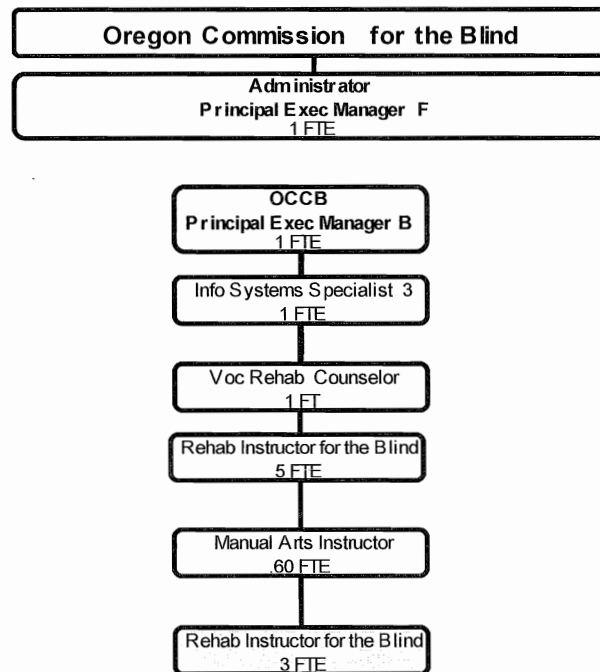 Oregon Commission for the Blind
Administrator
Principal Exec Manager F
1 FTE
OCCB
Principal Exec Manager B
1 FTE
Info Systems Specialist 3
1 FTE
Voc Rehab Counselor
1 FT
Rehab Instructor for the Blind
5 FTE
Manual Arts Instructor
.60 FTE
Rehab Instructor for the Blind
3 FTE